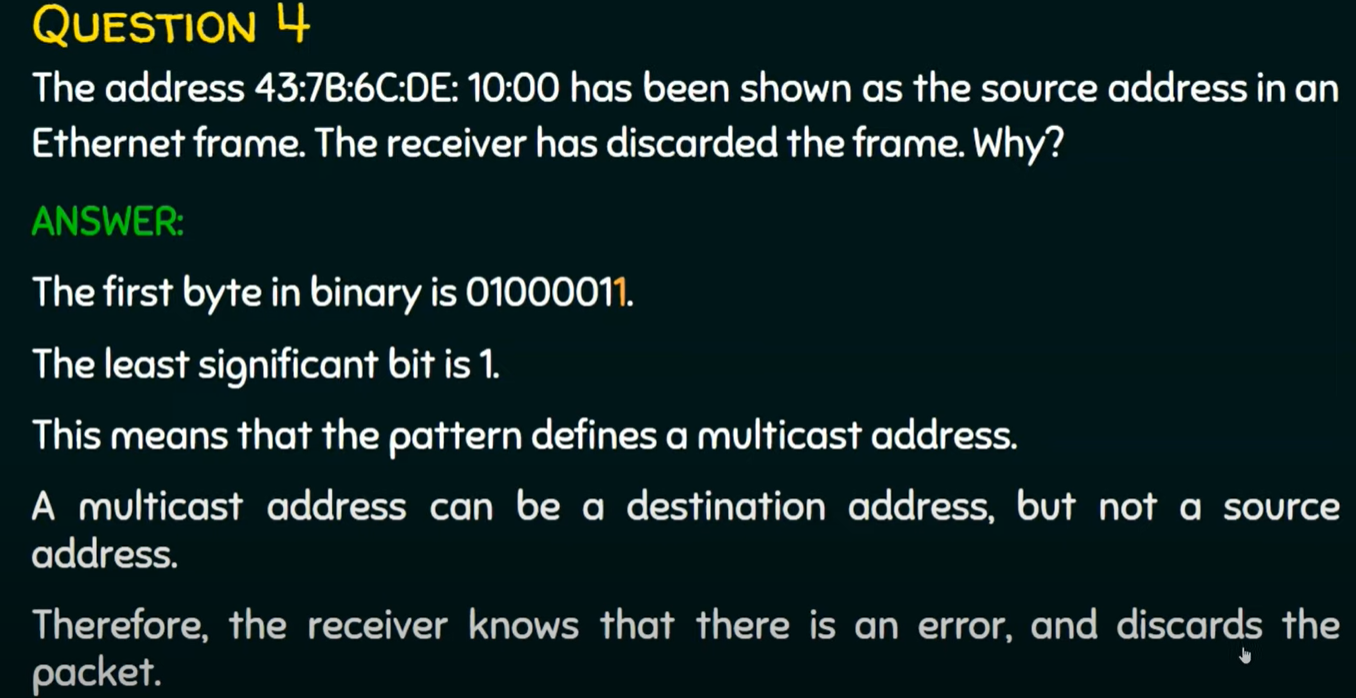 QUESTION 4
The address 43:7B:6C:DE: 10:00 has been shown as the source address in an
Ethernet frame. The receiver has discarded the frame. Why?
ANSWER:
The first byte in binary is 01000011.
The least significant bit is 1.
This means that the pattern defines a multicast address.
A multicast address can be a destination address, but not a source
address.
Therefore, the receiver knows that there is an error, and discards the
packet.